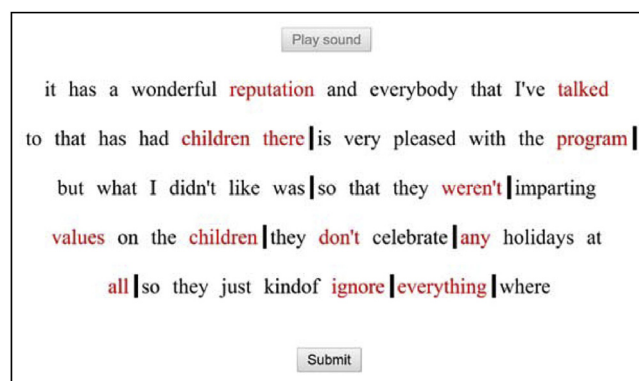 Play sound
it has a wonderful reputation and everybody that I've talked
to that has had children there | is very pleased with the program |
but what I didn't like was | so that they weren't | imparting
values on the children | they don't celebrate | any holidays at
all | so they just kindof ignore | everything | where
Submit